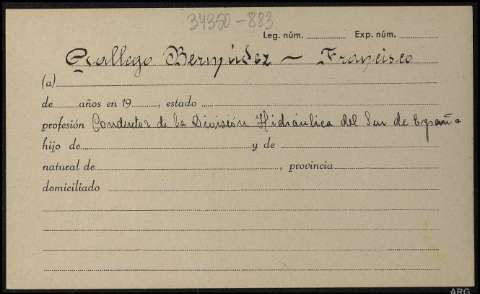 34350-883
Leg. núm. Exp. núm.
Gallego Bermúdez - Francisco
(a)
de años en 19, estado
profesión Conductor de la División Hidráulica del Sur de España
hijo de y de
natural de, provincia
domiciliado
ARG